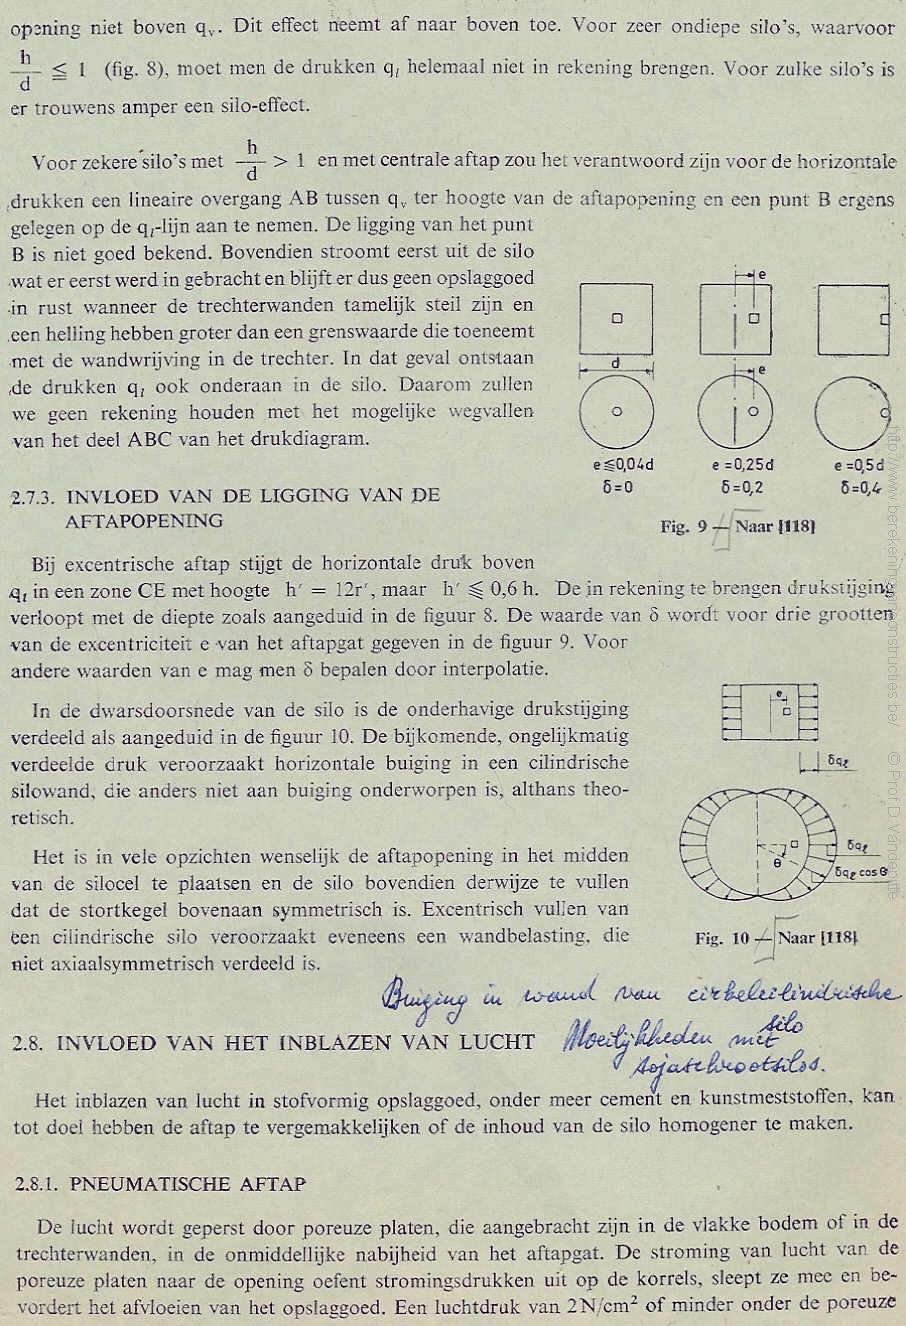 opening niet boven qᵥ. Dit effect neemt af naar boven toe. Voor zeer ondiepe silo's, waarvoor
h/d ≦ 1 (fig. 8), moet men de drukken qₗ helemaal niet in rekening brengen. Voor zulke silo's is
er trouwens amper een silo-effect.
Voor zekere silo's met h/d > 1 en met centrale aftap zou het verantwoord zijn voor de horizontale
drukken een lineaire overgang AB tussen qᵥ ter hoogte van de aftapopening en een punt B ergens
gelegen op de qₗ-lijn aan te nemen. De ligging van het punt
B is niet goed bekend. Bovendien stroomt eerst uit de silo
wat er eerst werd in gebracht en blijft er dus geen opslaggoed
in rust wanneer de trechterwanden tamelijk steil zijn en
een helling hebben groter dan een grenswaarde die toeneemt
met de wandwrijving in de trechter. In dat geval ontstaan
de drukken qₗ ook onderaan in de silo. Daarom zullen
we geen rekening houden met het mogelijke wegvallen
van het deel ABC van het drukdiagram.
e
d
e
e≦0,04d e=0,25d e=0,5d
δ=0 δ=0,2 δ=0,4
Fig. 9 — Naar [118]
2.7.3. INVLOED VAN DE LIGGING VAN DE
AFTAPOPENING
Bij excentrische aftap stijgt de horizontale druk boven
qₗ in een zone CE met hoogte h′ = 12r′, maar h′ ⩽ 0,6 h. De in rekening te brengen drukstijging
verloopt met de diepte zoals aangeduid in de figuur 8. De waarde van δ wordt voor drie grootten
van de excentriciteit e van het aftapgat gegeven in de figuur 9. Voor
andere waarden van e mag men δ bepalen door interpolatie.
In de dwarsdoorsnede van de silo is de onderhavige drukstijging
verdeeld als aangeduid in de figuur 10. De bijkomende, ongelijkmatig
verdeelde druk veroorzaakt horizontale buiging in een cilindrische
silowand, die anders niet aan buiging onderworpen is, althans theo-
retisch.
Het is in vele opzichten wenselijk de aftapopening in het midden
van de silocel te plaatsen en de silo bovendien derwijze te vullen
dat de stortkegel bovenaan symmetrisch is. Excentrisch vullen van
een cilindrische silo veroorzaakt eveneens een wandbelasting, die
niet axiaalsymmetrisch verdeeld is.
e
δqₗ
δqₗ
θ
δqₗ cos θ
Fig. 10 — Naar [118]
Buiging in wand van cirkelcilindrische
silo
2.8. INVLOED VAN HET INBLAZEN VAN LUCHT
Moeilijkheden met
sojaschrootsilos.
Het inblazen van lucht in stofvormig opslaggoed, onder meer cement en kunstmeststoffen, kan
tot doel hebben de aftap te vergemakkelijken of de inhoud van de silo homogener te maken.
2.8.1. PNEUMATISCHE AFTAP
De lucht wordt geperst door poreuze platen, die aangebracht zijn in de vlakke bodem of in de
trechterwanden, in de onmiddellijke nabijheid van het aftapgat. De stroming van lucht van de
poreuze platen naar de opening oefent stromingsdrukken uit op de korrels, sleept ze mee en be-
vordert het afvloeien van het opslaggoed. Een luchtdruk van 2 N/cm² of minder onder de poreuze
http://www.berekeningvanconstructies.be/ © Prof D. Vandepitte